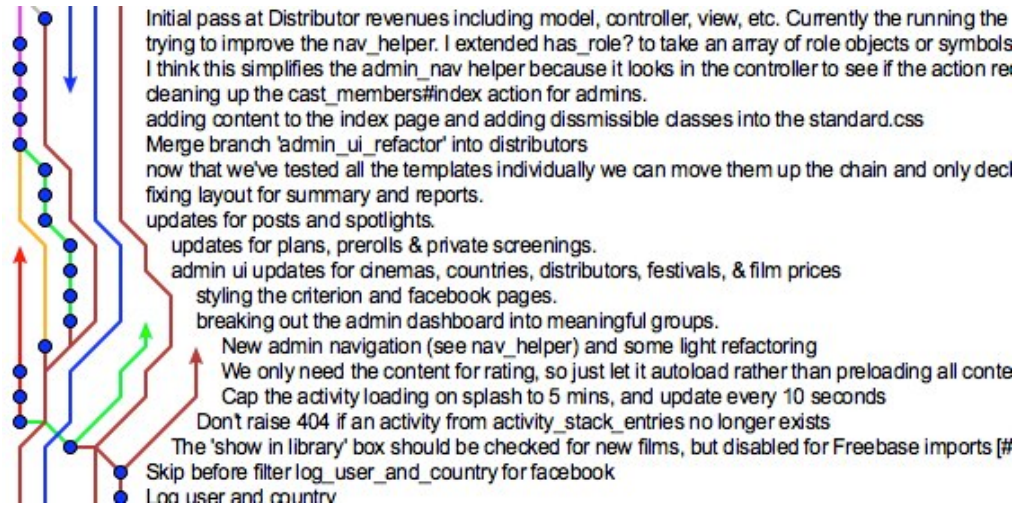 Initial pass at Distributor revenues including model, controller, view, etc. Currently the running the
trying to improve the nav_helper. I extended has_role? to take an array of role objects or symbols
I think this simplifies the admin_nav helper because it looks in the controller to see if the action
cleaning up the cast_members#index action for admins.
adding content to the index page and adding dissmissible classes into the standard.css
Merge branch 'admin_ui_refactor' into distributors
now that we've tested all the templates individually we can move them up the chain and only
fixing layout for summary and reports.
updates for posts and spotlights.
updates for plans, prerolls & private screenings.
admin ui updates for cinemas, countries, distributors, festivals, & film prices
styling the criterion and facebook pages.
breaking out the admin dashboard into meaningful groups.
New admin navigation (see nav_helper) and some light refactoring
We only need the content for rating, so just let it autoload rather than preloading all
Cap the activity loading on splash to 5 mins, and update every 10 seconds
Don't raise 404 if an activity from activity_stack_entries no longer exists
The 'show in library' box should be checked for new films, but disabled for Freebase imports [#
Skip before filter log_user_and_country for facebook
Log user and country